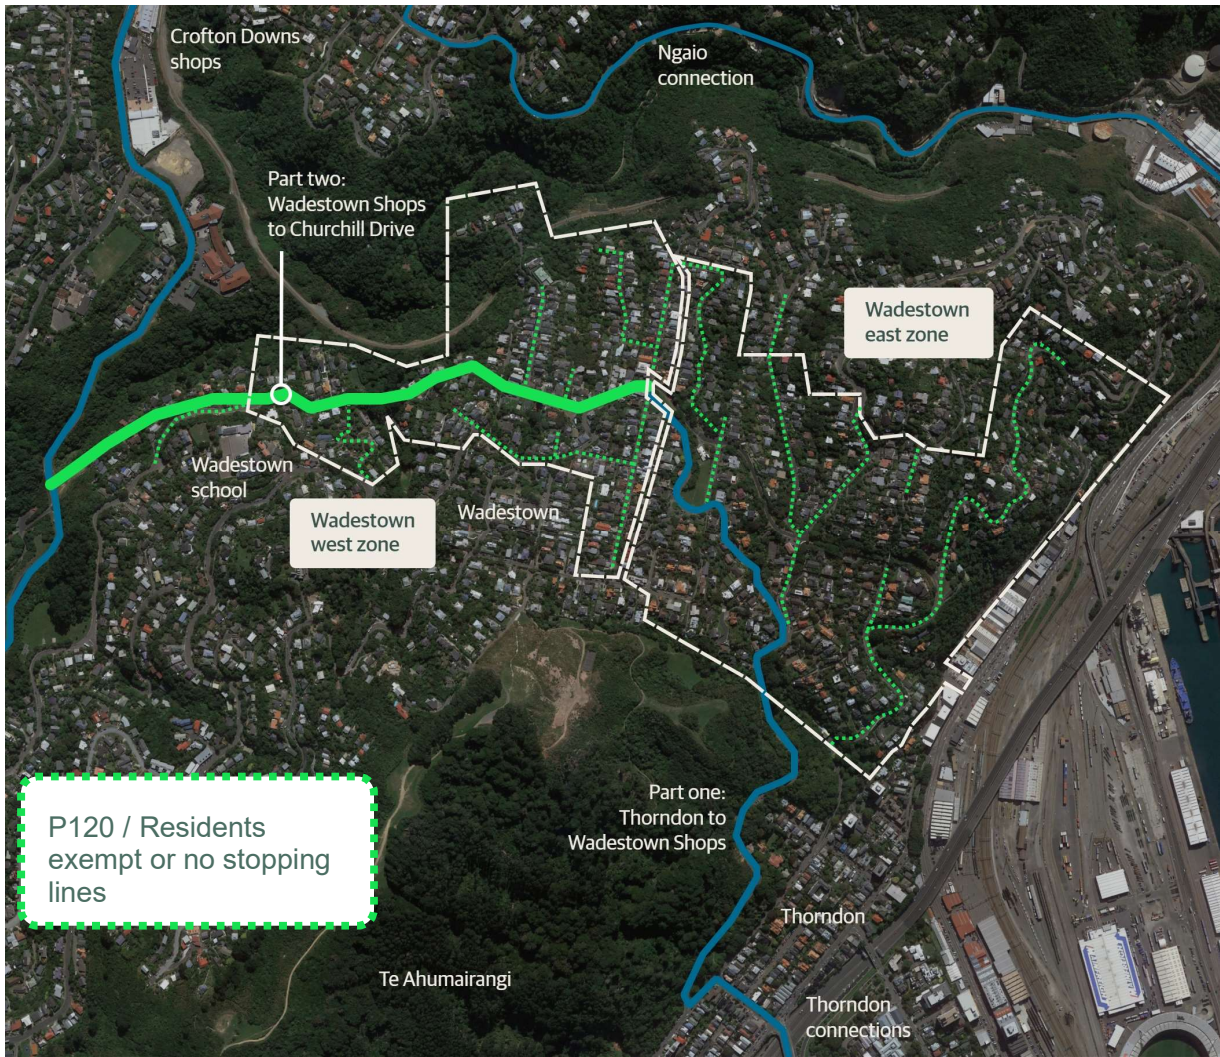 Crofton Downs
shops
Ngaio
connection
Part two:
Wadestown Shops
to Churchill Drive
Wadestown
east zone
Wadestown
school
Wadestown
Wadestown
west zone
P120 / Residents
exempt or no stopping
lines
Part one:
Thorndon to
Wadestown Shops
Thorndon
Te Ahumairangi
Thorndon
connections